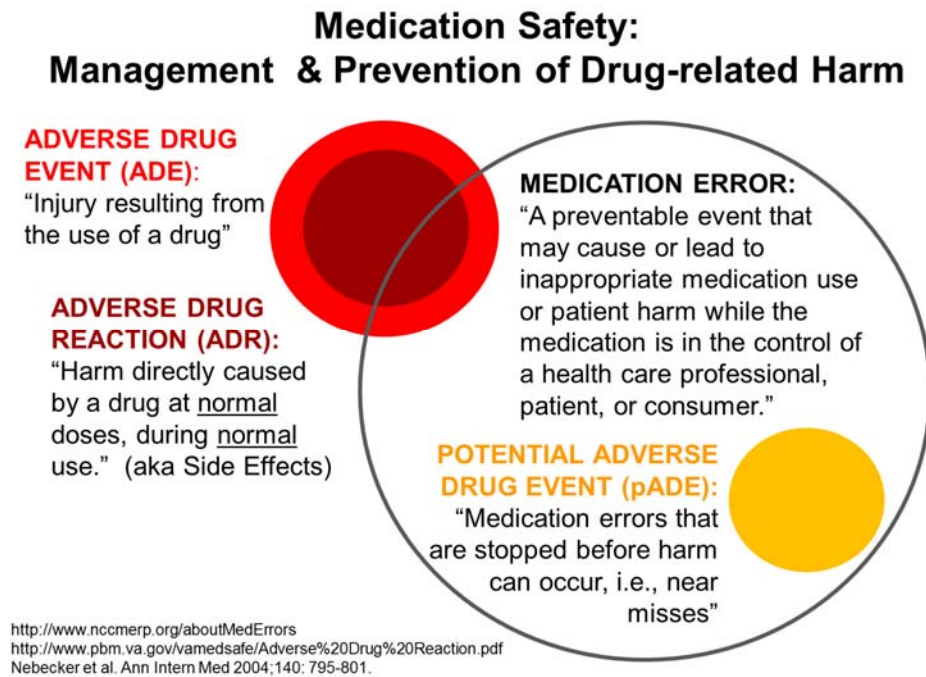 Medication Safety:
Management & Prevention of Drug-related Harm
ADVERSE DRUG
EVENT (ADE):
“Injury resulting from
the use of a drug”
ADVERSE DRUG
REACTION (ADR):
“Harm directly caused
by a drug at normal
doses, during normal
use.” (aka Side Effects)
MEDICATION ERROR:
“A preventable event that
may cause or lead to
inappropriate medication use
or patient harm while the
medication is in the control of
a health care professional,
patient, or consumer.”
POTENTIAL ADVERSE
DRUG EVENT (pADE):
“Medication errors that
are stopped before harm
can occur, i.e., near
misses”
http://www.nccmerp.org/aboutMedErrors
http://www.pbm.va.gov/vamedsafe/Adverse%20Drug%20Reaction.pdf
Nebecker et al. Ann Intern Med 2004;140: 795-801.